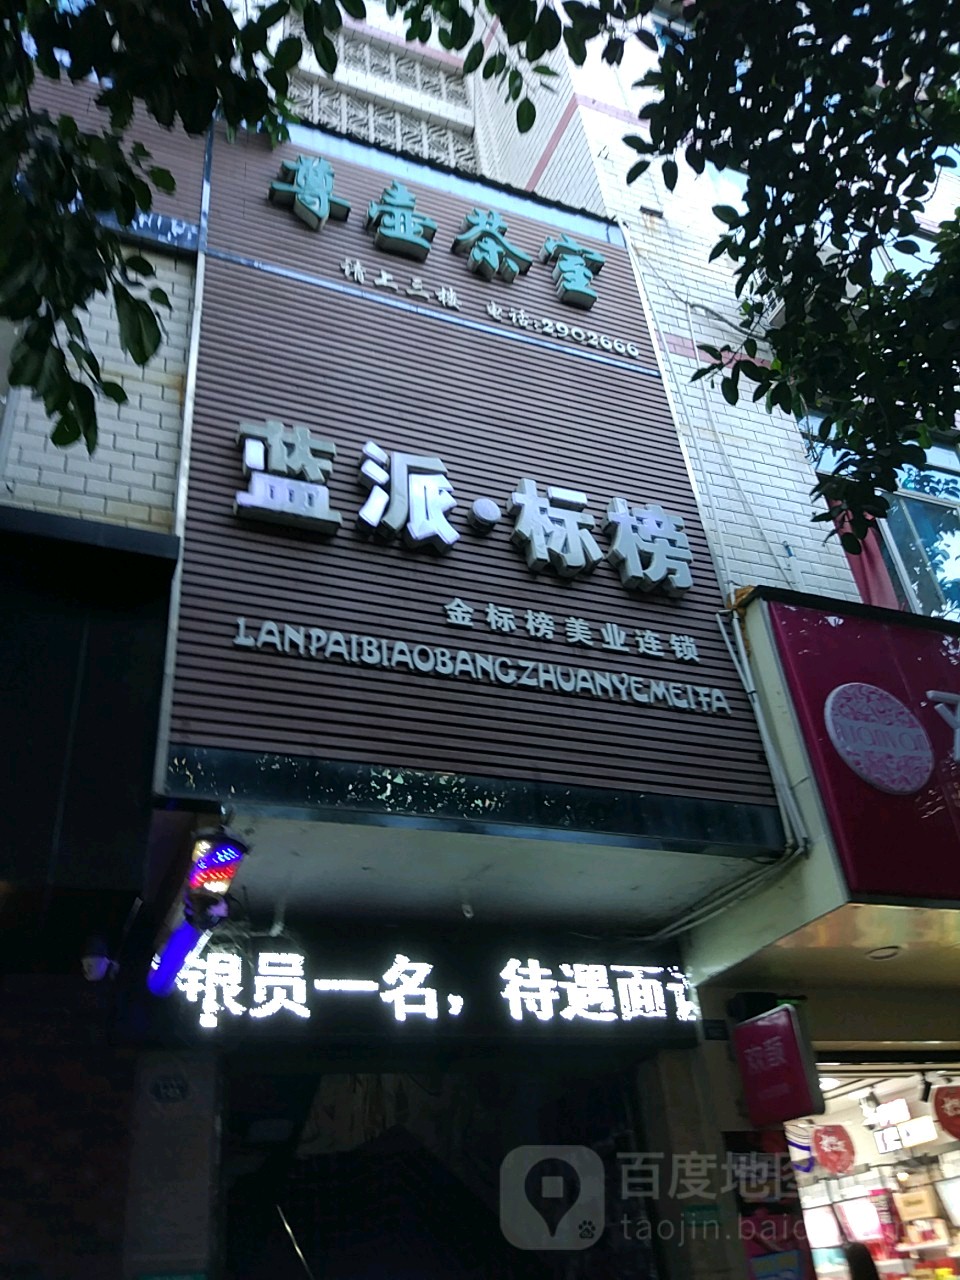 尊壶茶室
请上三楼 电话:2902666
蓝派·标榜
金标榜美业连锁
LANPAIBIAOBANGZHUANYEMEIFA
银员一名，待遇面议
百度地图
taojin.baidu.com